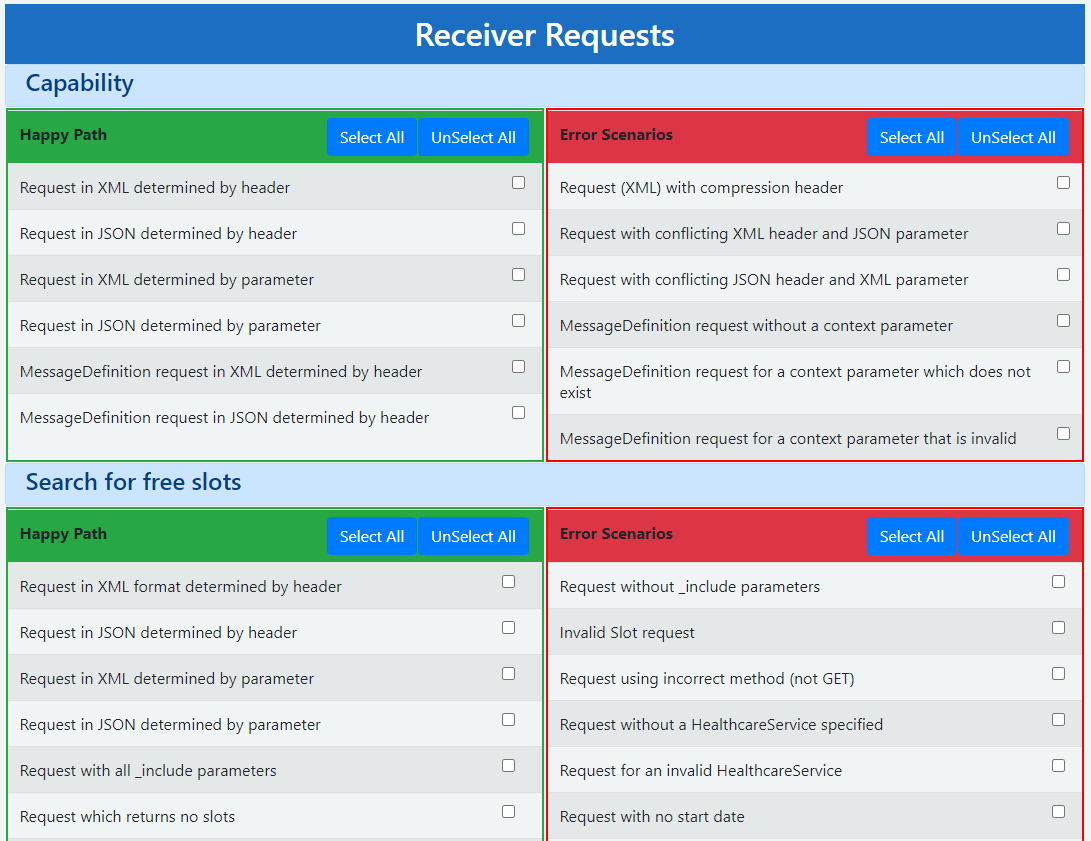 Receiver Requests
Capability
Happy Path
Select All
UnSelect All
Request in XML determined by header
Request in JSON determined by header
Request in XML determined by parameter
Request in JSON determined by parameter
MessageDefinition request in XML determined by header
MessageDefinition request in JSON determined by header
Error Scenarios
Select All
UnSelect All
Request (XML) with compression header
Request with conflicting XML header and JSON parameter
Request with conflicting JSON header and XML parameter
MessageDefinition request without a context parameter
MessageDefinition request for a context parameter which does not
exist
MessageDefinition request for a context parameter that is invalid
Search for free slots
Happy Path
Select All
UnSelect All
Request in XML format determined by header
Request in JSON determined by header
Request in XML determined by parameter
Request in JSON determined by parameter
Request with all _include parameters
Request which returns no slots
Error Scenarios
Select All
UnSelect All
Request without _include parameters
Invalid Slot request
Request using incorrect method (not GET)
Request without a HealthcareService specified
Request for an invalid HealthcareService
Request with no start date